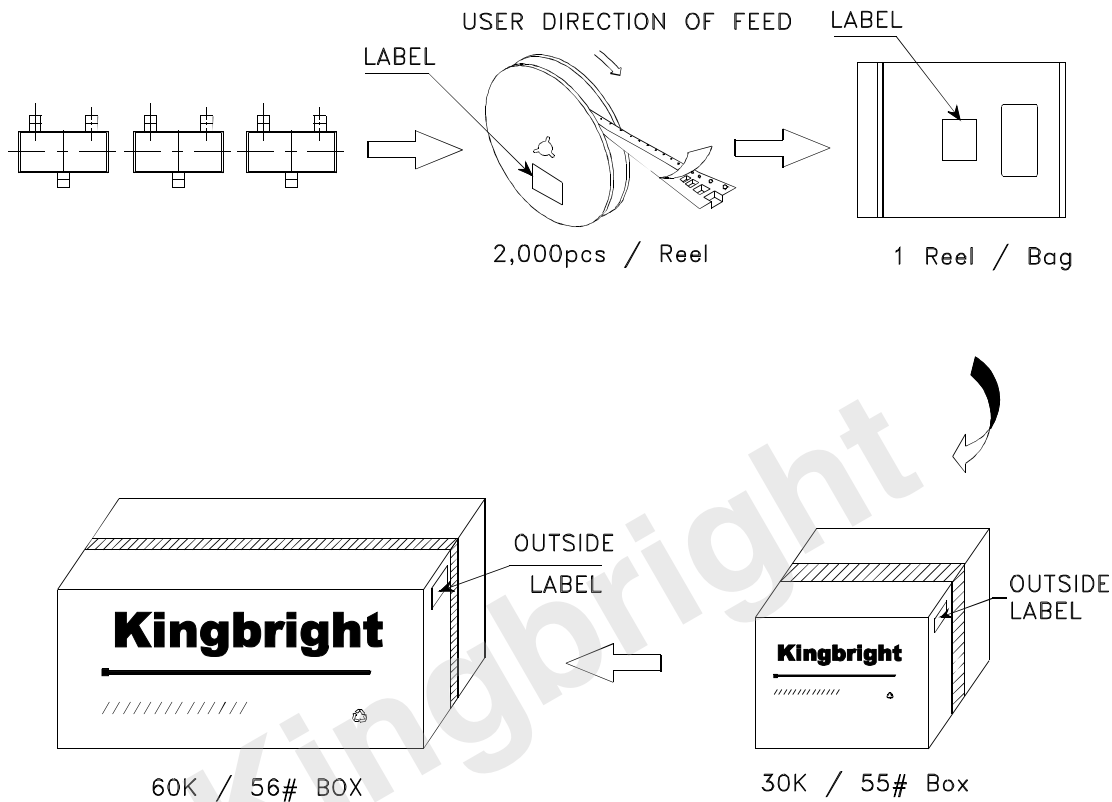 USER DIRECTION OF FEED
LABEL
LABEL
2,000pcs / Reel
1 Reel / Bag
OUTSIDE
LABEL
Kingbright
60K / 56# BOX
OUTSIDE
LABEL
Kingbright
30K / 55# Box
Kingbright